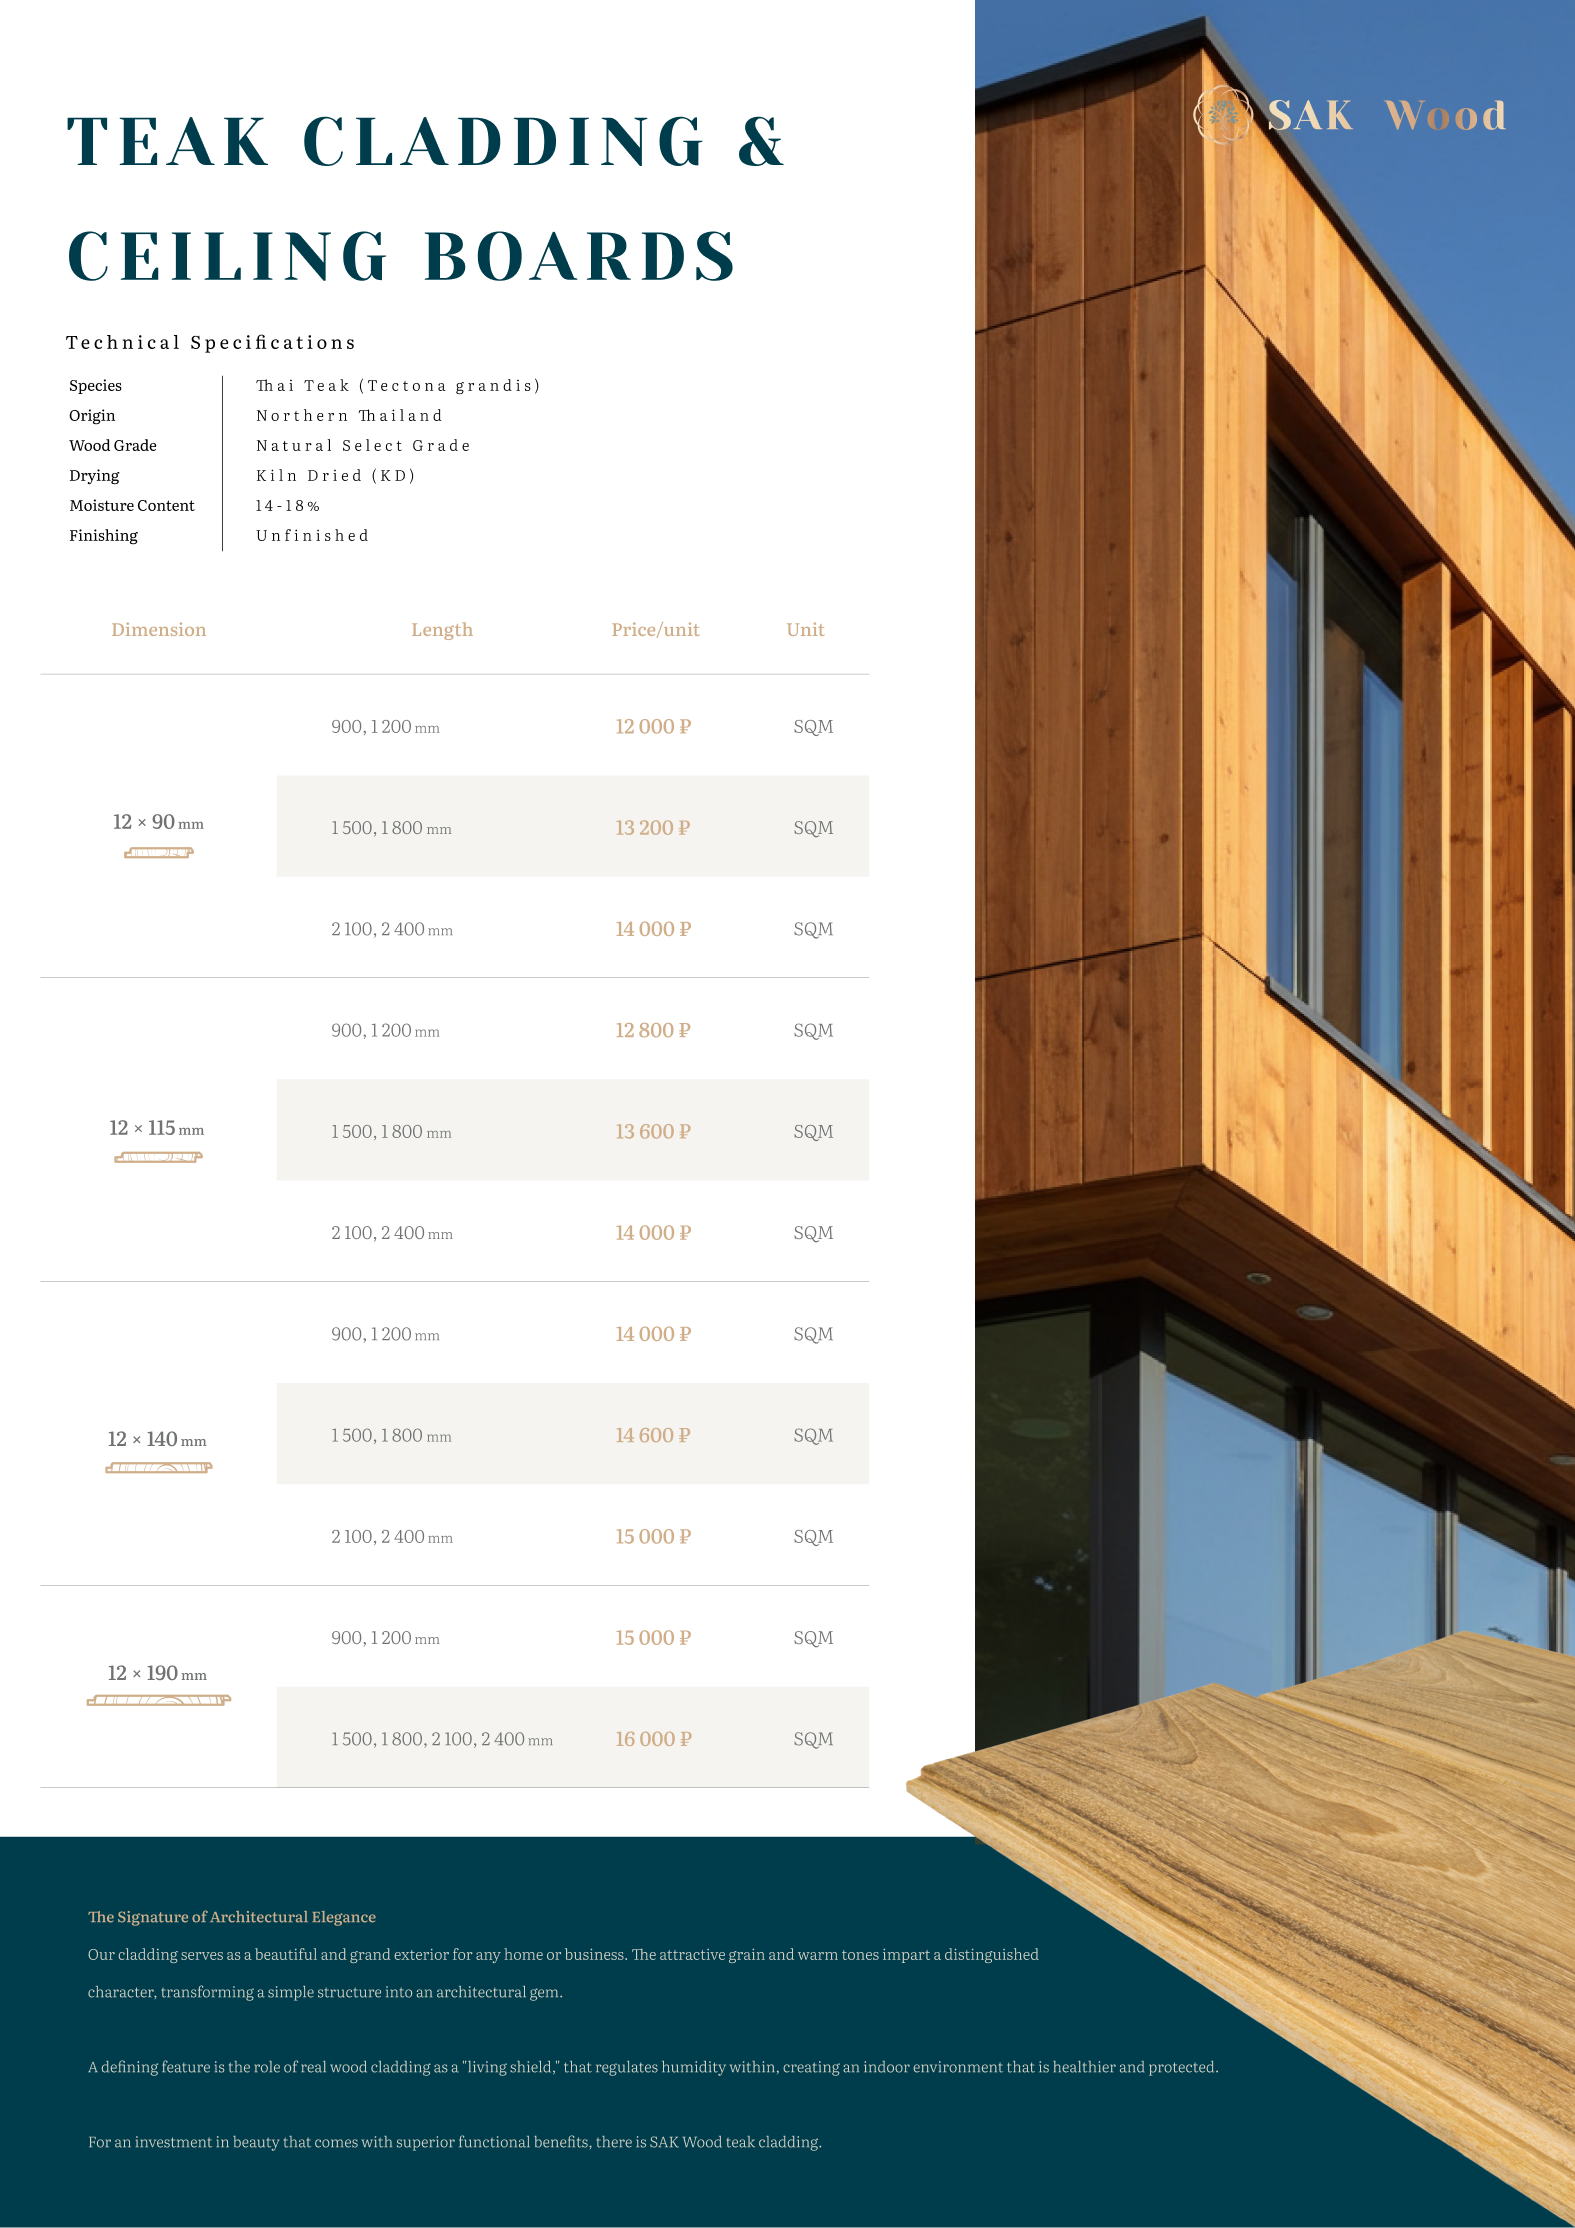 SAK Wood
TEAK CLADDING &
CEILING BOARDS
Technical Specifications
Species Thai Teak (Tectona grandis)
Origin Northern Thailand
Wood Grade Natural Select Grade
Drying Kiln Dried (KD)
Moisture Content 14-18%
Finishing Unfinished
Dimension Length Price/unit Unit
12 × 90 mm
900, 1 200 mm 12 000 ₽ SQM
1 500, 1 800 mm 13 200 ₽ SQM
2 100, 2 400 mm 14 000 ₽ SQM
12 × 115 mm
900, 1 200 mm 12 800 ₽ SQM
1 500, 1 800 mm 13 600 ₽ SQM
2 100, 2 400 mm 14 000 ₽ SQM
12 × 140 mm
900, 1 200 mm 14 000 ₽ SQM
1 500, 1 800 mm 14 600 ₽ SQM
2 100, 2 400 mm 15 000 ₽ SQM
12 × 190 mm
900, 1 200 mm 15 000 ₽ SQM
1 500, 1 800, 2 100, 2 400 mm 16 000 ₽ SQM
The Signature of Architectural Elegance
Our cladding serves as a beautiful and grand exterior for any home or business. The attractive grain and warm tones impart a distinguished
character, transforming a simple structure into an architectural gem.
A defining feature is the role of real wood cladding as a "living shield," that regulates humidity within, creating an indoor environment that is healthier and protected.
For an investment in beauty that comes with superior functional benefits, there is SAK Wood teak cladding.